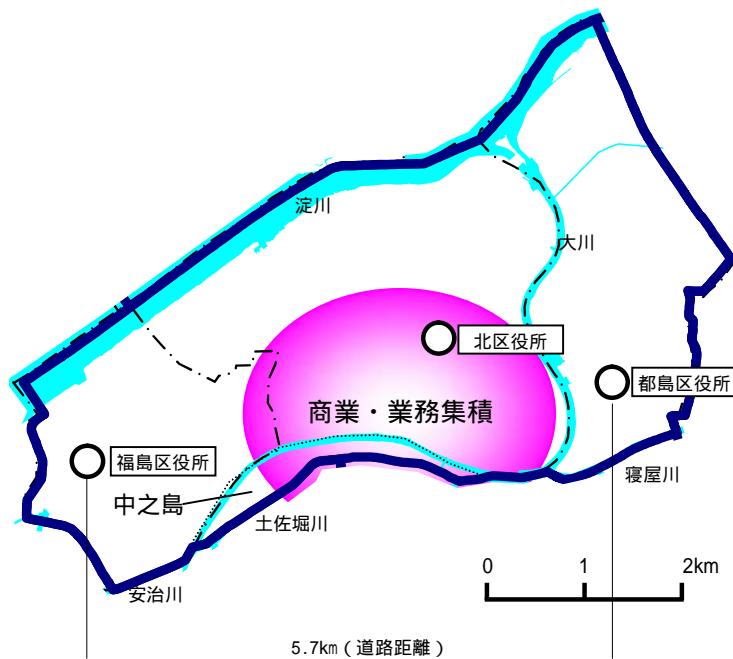 淀川
大川
北区役所
都島区役所
商業・業務集積
福島区役所
寝屋川
中之島
土佐堀川
0 1 2km
安治川
5.7㎞(道路距離)